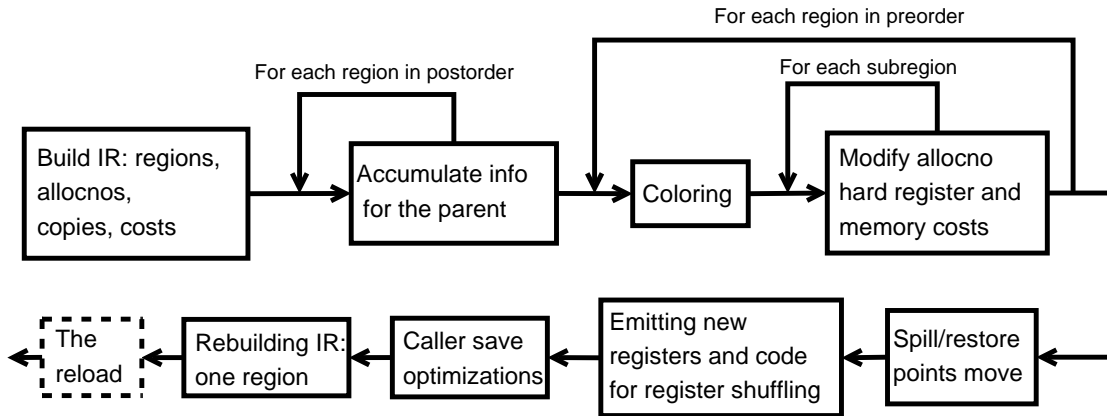 For each region in preorder
For each region in postorder
For each subregion
Build IR: regions,
allocnos,
copies, costs
Accumulate info
for the parent
Coloring
Modify allocno
hard register and
memory costs
The
reload
Rebuilding IR:
one region
Caller save
optimizations
Emitting new
registers and code
for register shuffling
Spill/restore
points move